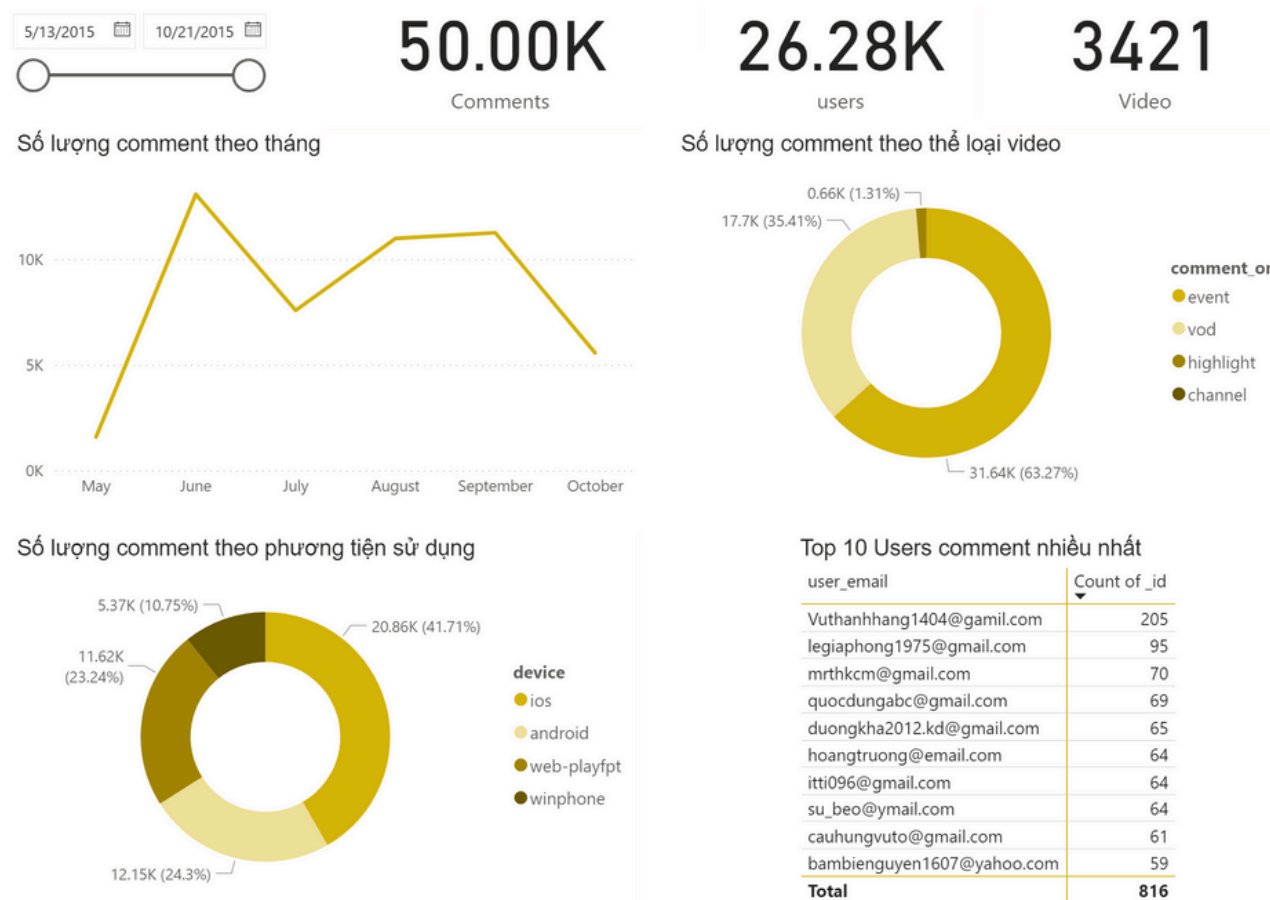 5/13/2015 10/21/2015
50.00K
Comments
26.28K
users
3421
Video
Số lượng comment theo tháng
10K
5K
0K
May June July August September October
Số lượng comment theo thể loại video
0.66K (1.31%)
17.7K (35.41%)
31.64K (63.27%)
comment_or
event
vod
highlight
channel
Số lượng comment theo phương tiện sử dụng
5.37K (10.75%)
20.86K (41.71%)
11.62K
(23.24%)
12.15K (24.3%)
device
ios
android
web-playfpt
winphone
Top 10 Users comment nhiều nhất
user_email Count of _id
Vuthanhhang1404@gamil.com 205
legiaphong1975@gmail.com 95
mrthkcm@gmail.com 70
quocdungabc@gmail.com 69
duongkha2012.kd@gmail.com 65
hoangtruong@email.com 64
itti096@gmail.com 64
su_beo@ymail.com 64
cauhungvuto@gmail.com 61
bambienguyen1607@yahoo.com 59
Total 816